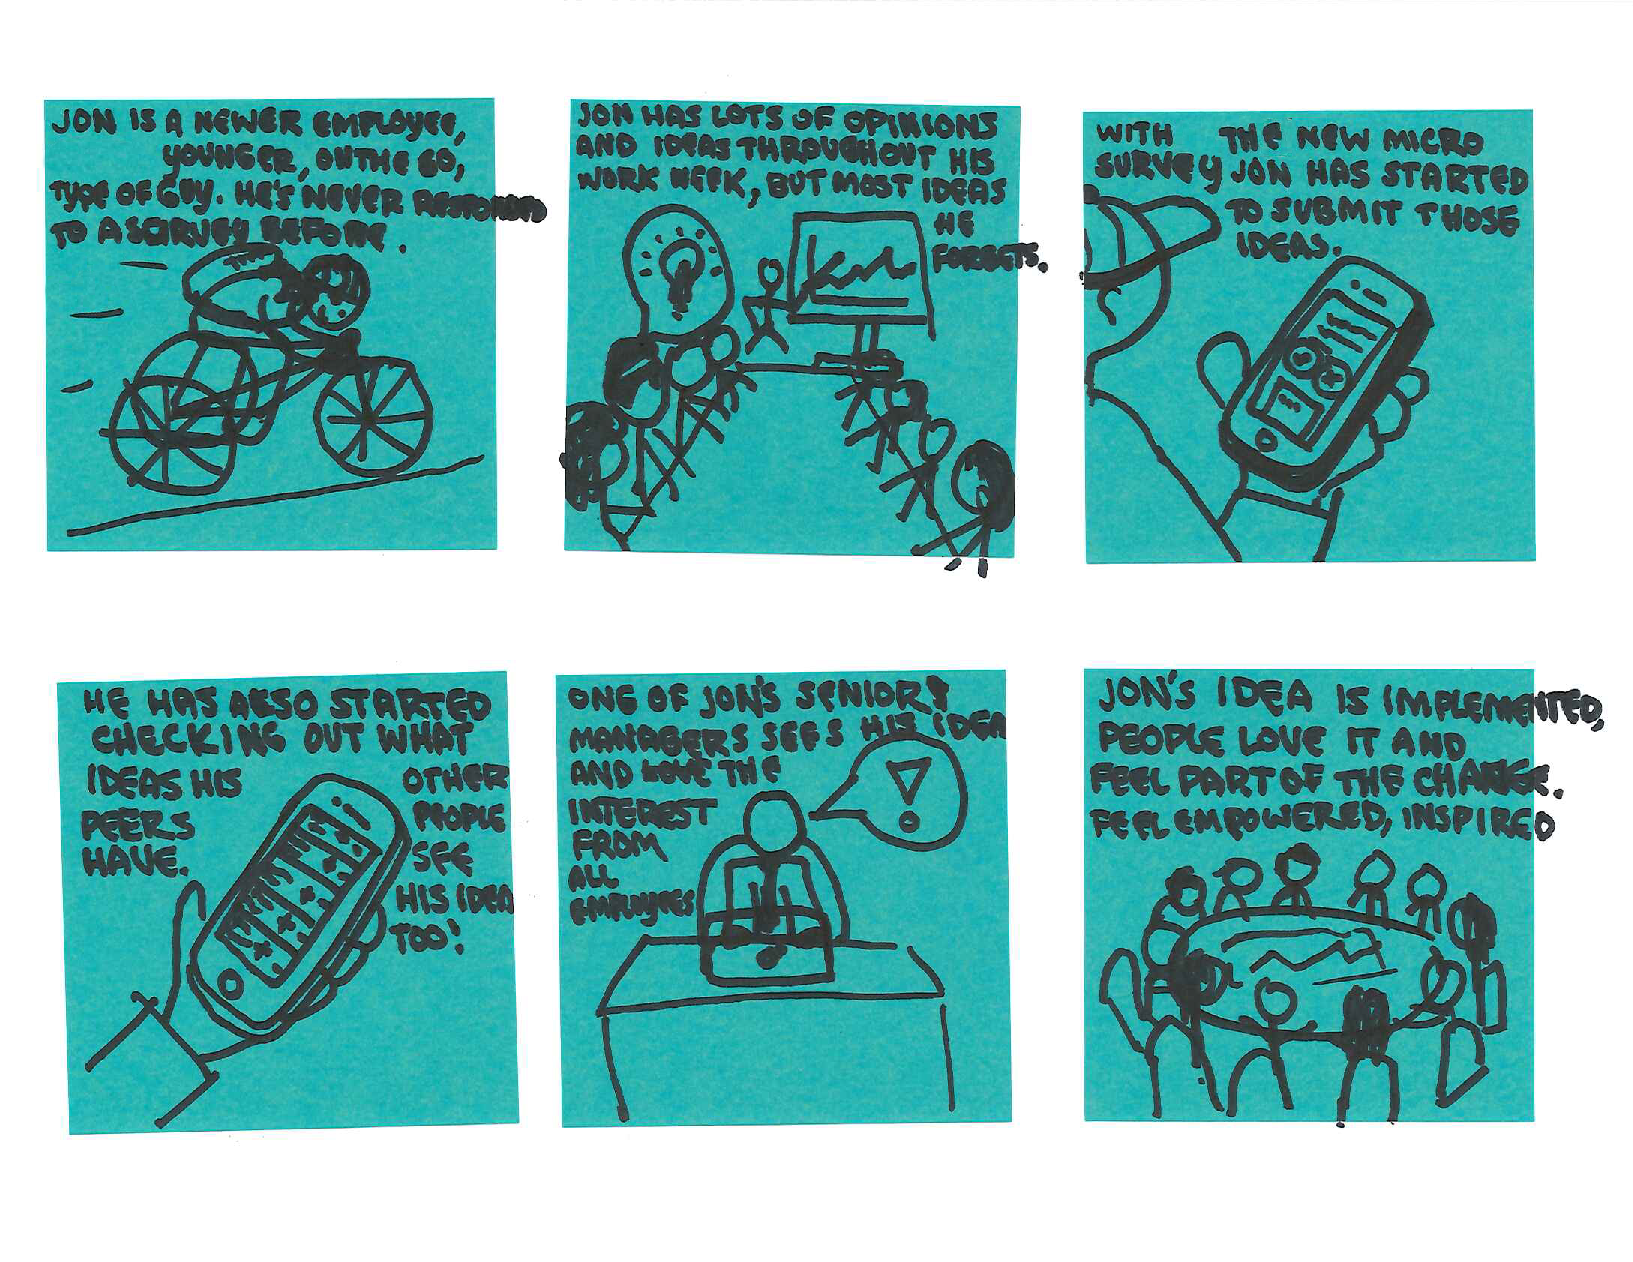 JON IS A NEWER EMPLOYEE,
YOUNGER, ON THE GO,
TYPE OF GUY. HE'S NEVER RESPONDED
TO A SURVEY BEFORE.
JON HAS LOTS OF OPINIONS
AND IDEAS THROUGHOUT HIS
WORK WEEK, BUT MOST IDEAS
HE
FORGETS.
WITH THE NEW MICRO
SURVEY JON HAS STARTED
TO SUBMIT THOSE
IDEAS.
HE HAS ALSO STARTED
CHECKING OUT WHAT
IDEAS HIS
PEERS
HAVE.
OTHER
PEOPLE
SEE
HIS IDEA
TOO!
ONE OF JON'S SENIOR
MANAGERS SEES HIS IDEA
AND LOVE THE
INTEREST
FROM
ALL
EMPLOYEES
JON'S IDEA IS IMPLEMENTED,
PEOPLE LOVE IT AND
FEEL PART OF THE CHANGE.
FEEL EMPOWERED, INSPIRED